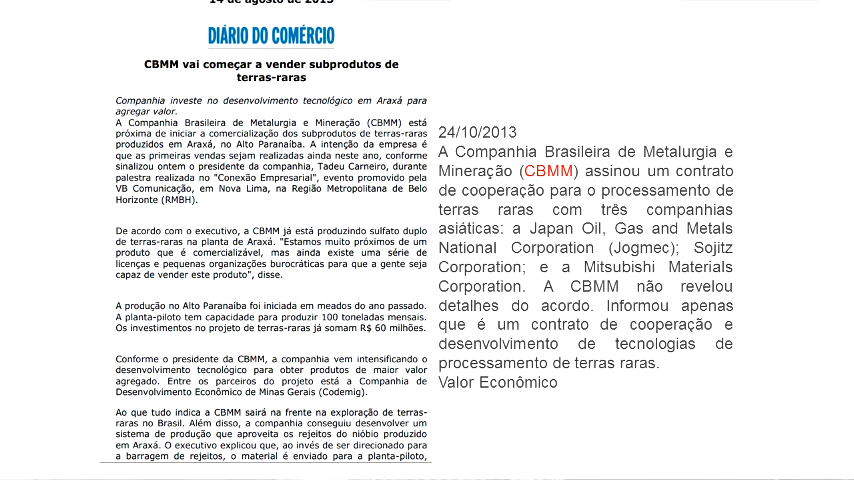 14 de agosto de 2013
DIÁRIO DO COMÉRCIO
CBMM vai começar a vender subprodutos de
terras-raras
Companhia investe no desenvolvimento tecnológico em Araxá para
agregar valor.
A Companhia Brasileira de Metalurgia e Mineração (CBMM) está
próxima de iniciar a comercialização dos subprodutos de terras-raras
produzidos em Araxá, no Alto Paranaíba. A intenção da empresa é
que as primeiras vendas sejam realizadas ainda neste ano, conforme
sinalizou ontem o presidente da companhia, Tadeu Carneiro, durante
palestra realizada no "Conexão Empresarial", evento promovido pela
VB Comunicação, em Nova Lima, na Região Metropolitana de Belo
Horizonte (RMBH).
De acordo com o executivo, a CBMM já está produzindo sulfato duplo
de terras-raras na planta de Araxá. "Estamos muito próximos de um
produto que é comercializável, mas ainda existe uma série de
licenças e pequenas organizações burocráticas para que a gente seja
capaz de vender este produto", disse.
A produção no Alto Paranaíba foi iniciada em meados do ano passado.
A planta-piloto tem capacidade para produzir 100 toneladas mensais.
Os investimentos no projeto de terras-raras já somam R$ 60 milhões.
Conforme o presidente da CBMM, a companhia vem intensificando o
desenvolvimento tecnológico para obter produtos de maior valor
agregado. Entre os parceiros do projeto está a Companhia de
Desenvolvimento Econômico de Minas Gerais (Codemig).
Ao que tudo indica a CBMM sairá na frente na exploração de terras-
raras no Brasil. Além disso, a companhia conseguiu desenvolver um
sistema de produção que aproveita os rejeitos do nióbio produzido
em Araxá. O executivo explicou que, ao invés de ser direcionado para
a barragem de rejeitos, o material é enviado para a planta-piloto,
24/10/2013
A Companhia Brasileira de Metalurgia e
Mineração (CBMM) assinou um contrato
de cooperação para o processamento de
terras raras com três companhias
asiáticas: a Japan Oil, Gas and Metals
National Corporation (Jogmec); Sojitz
Corporation; e a Mitsubishi Materials
Corporation. A CBMM não revelou
detalhes do acordo. Informou apenas
que é um contrato de cooperação e
desenvolvimento de tecnologias de
processamento de terras raras.
Valor Econômico